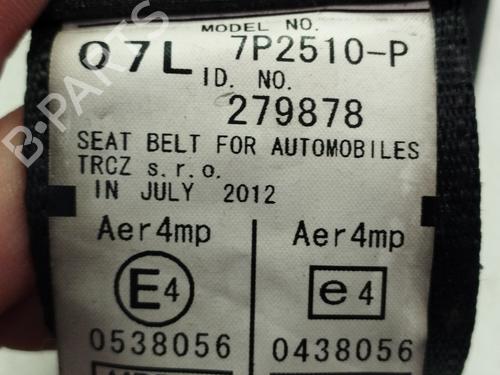 MODEL NO.
07L 7P2510-P
ID. NO.
279878
SEAT BELT FOR AUTOMOBILES
TRCZ s.r.o.
IN JULY 2012
Aer4mp Aer4mp
E4 e4
0538056 0438056
B-PARTS